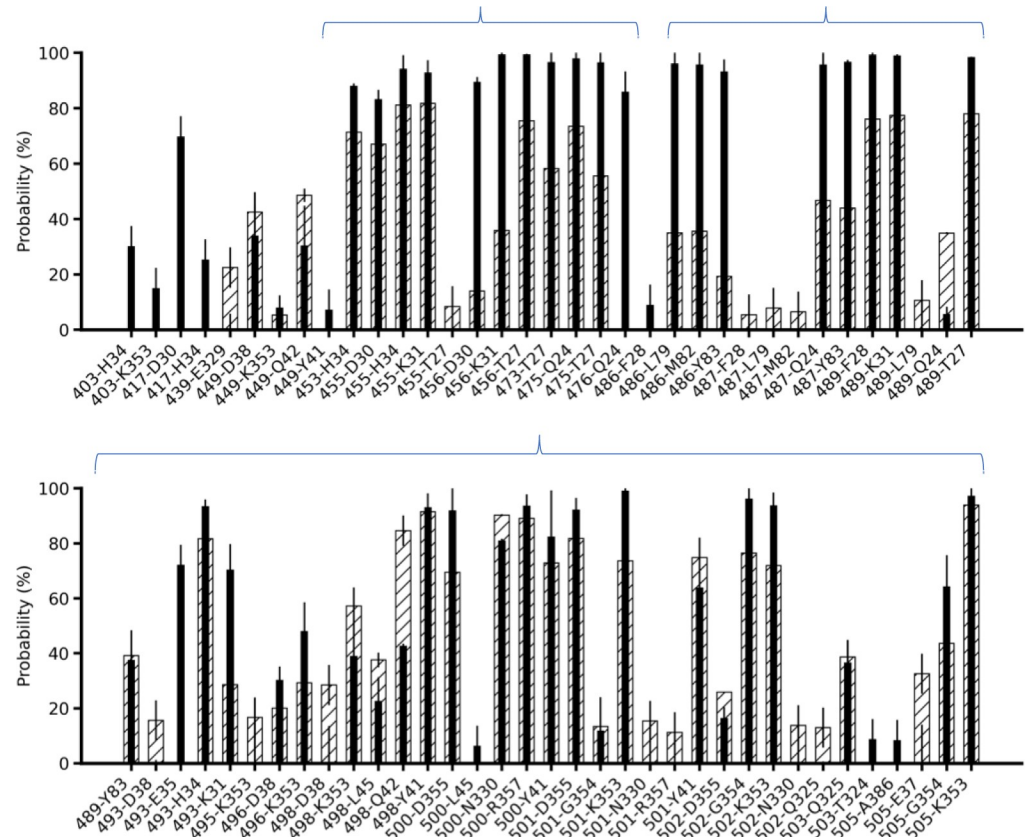 Probability (%)
100
80
60
40
20
0
403-H34
403-K353
417-D30
417-H34
439-E329
449-D38
449-K353
449-Q42
449-Y41
453-H34
455-D30
455-H34
455-K31
455-T27
456-D30
456-K31
456-T27
473-T27
475-Q24
475-T27
476-Q24
486-F28
486-L79
486-M82
486-Y83
487-F28
487-L79
487-M82
487-Q24
487-Y83
489-F28
489-K31
489-L79
489-Q24
489-T27
Probability (%)
100
80
60
40
20
0
489-Y83
493-D38
493-E35
493-H34
493-K31
495-K353
496-D38
496-K353
498-D38
498-K353
498-L45
498-Q42
498-Y41
500-D355
500-L45
500-N330
500-R357
500-Y41
501-D355
501-G354
501-K353
501-N330
501-R357
501-Y41
502-D355
502-G354
502-K353
502-N330
502-Q325
503-Q325
503-T324
505-A386
505-E37
505-G354
505-K353